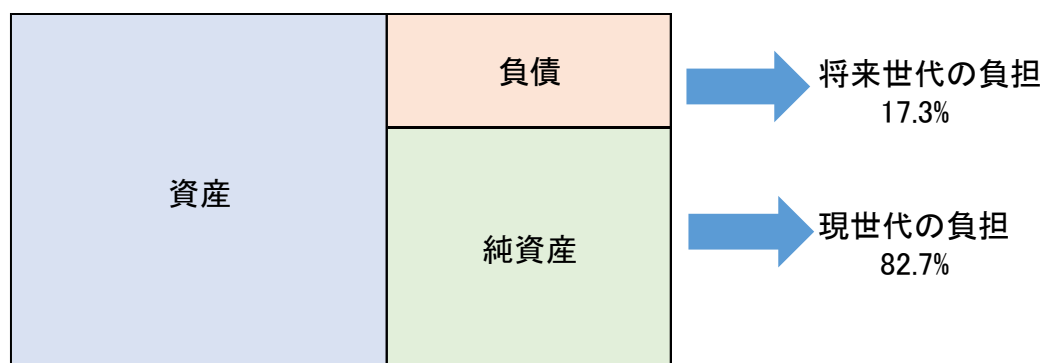 資産
負債
純資産
将来世代の負担
17.3%
現世代の負担
82.7%